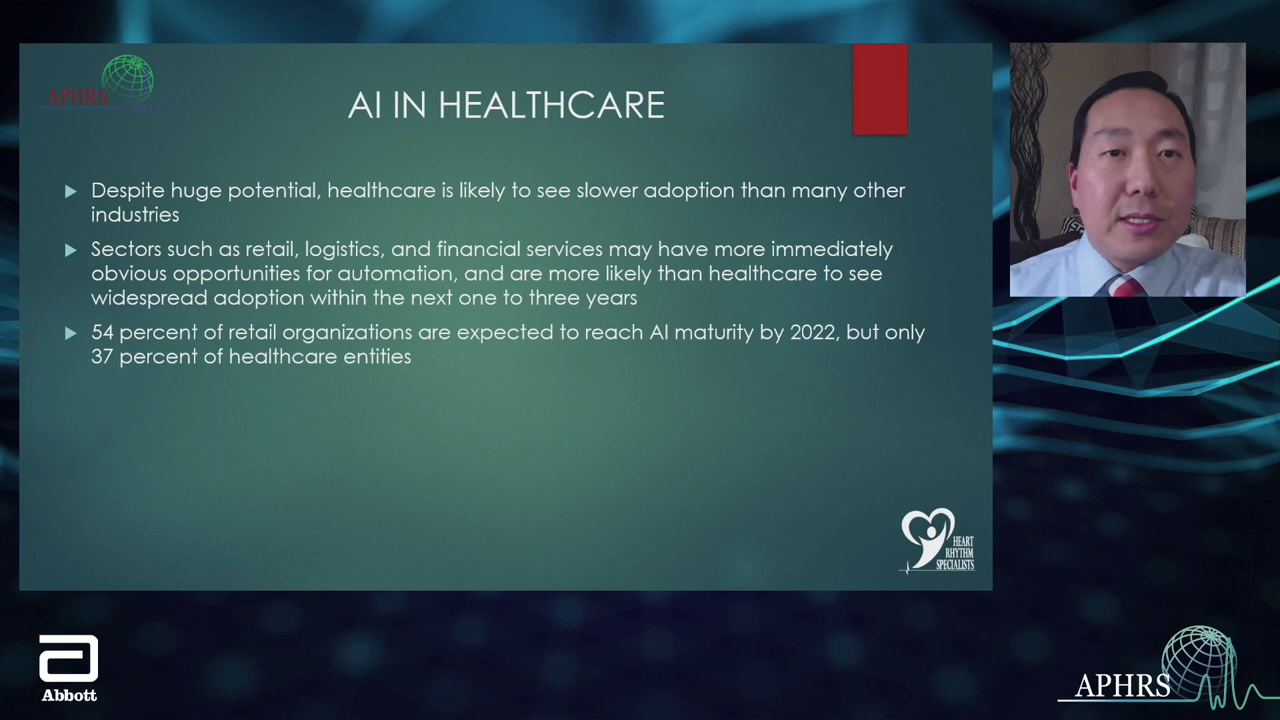 APHRS
AI IN HEALTHCARE
Despite huge potential, healthcare is likely to see slower adoption than many other
industries
Sectors such as retail, logistics, and financial services may have more immediately
obvious opportunities for automation, and are more likely than healthcare to see
widespread adoption within the next one to three years
54 percent of retail organizations are expected to reach AI maturity by 2022, but only
37 percent of healthcare entities
HEART
RHYTHM
SPECIALISTS
Abbott
APHRS